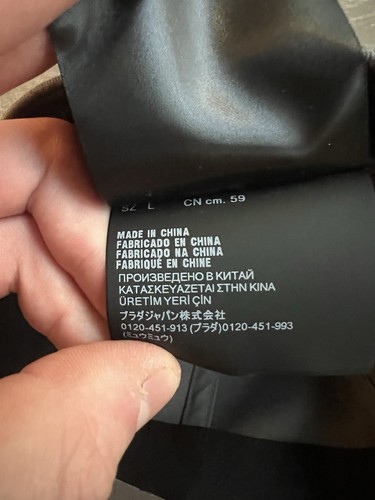 SZ L CN cm. 59
MADE IN CHINA
FABRICADO EN CHINA
FABRICADO NA CHINA
FABRIQUÉ EN CHINE
ПРОИЗВЕДЕНО В КИТАЙ
ΚΑΤΑΣΚΕΥΑΖΕΤΑΙ ΣΤΗΝ ΚΙΝΑ
ÜRETİM YERİ ÇİN
プラダジャパン株式会社
0120-451-913 (プラダ)0120-451-993
(ミュウミュウ)